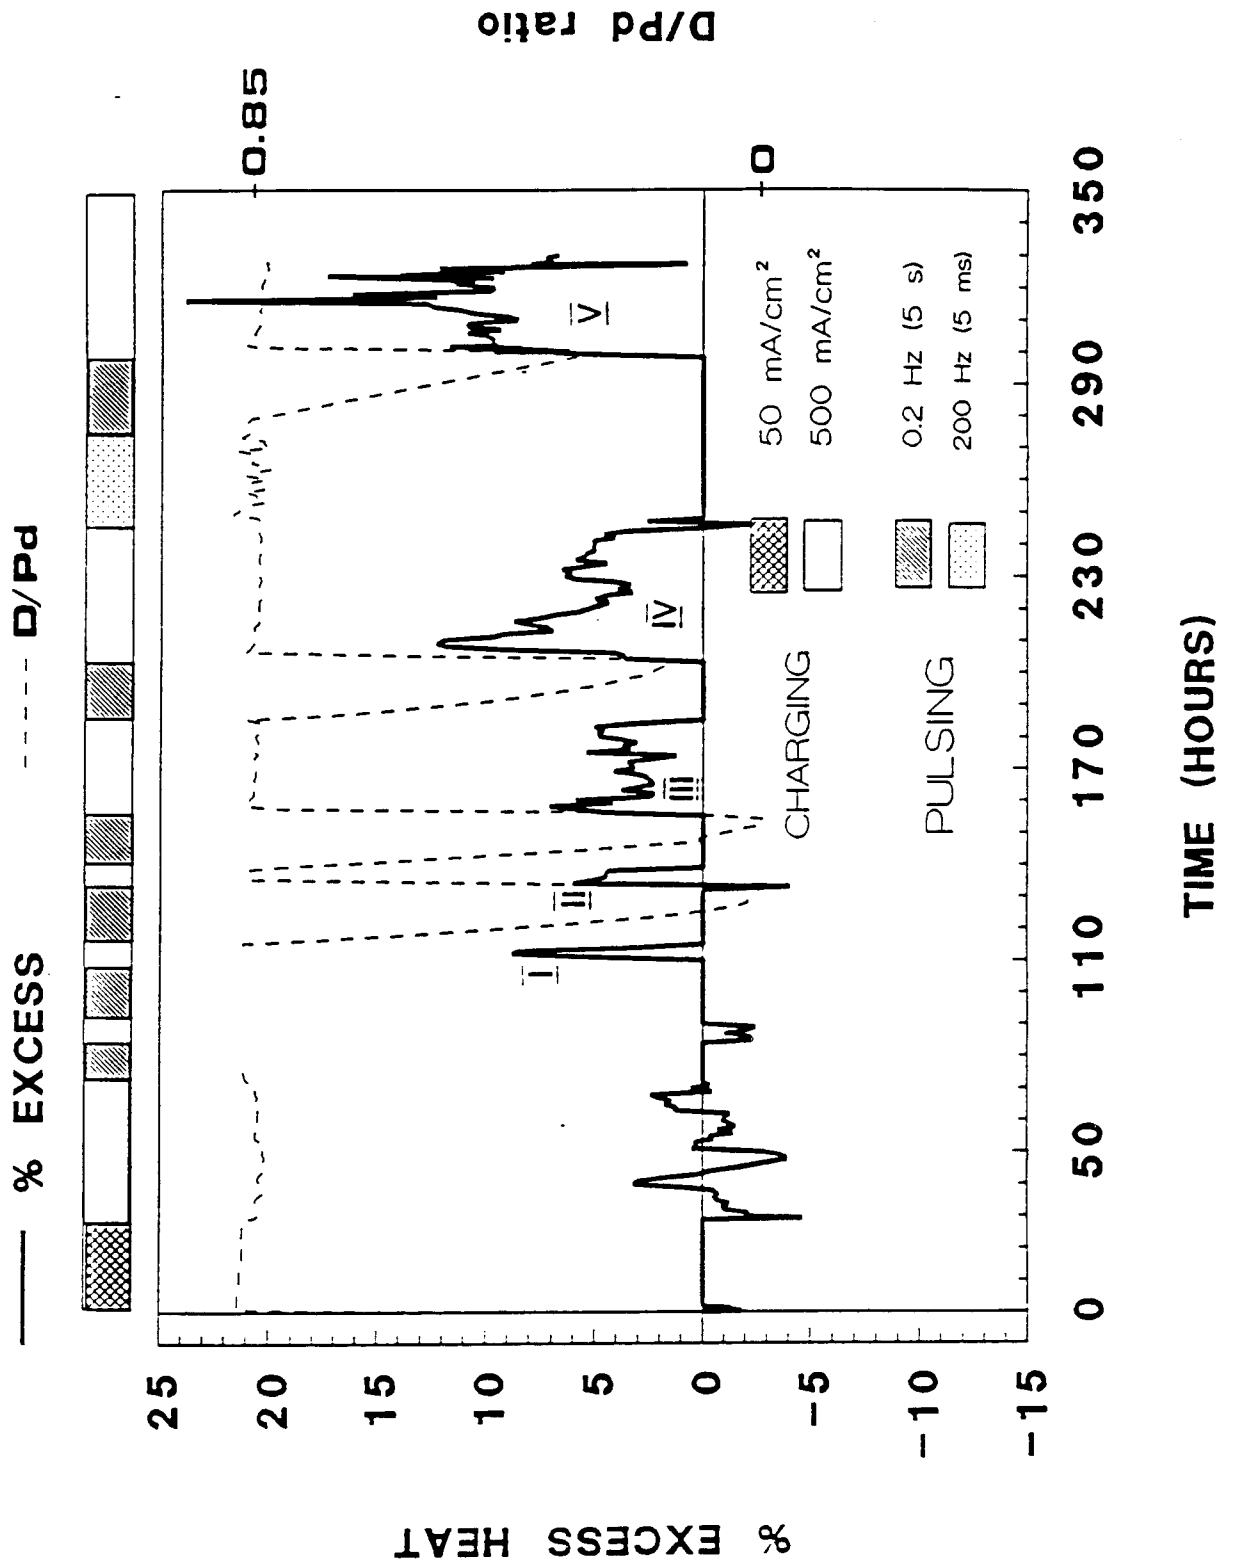 % EXCESS D/Pd
% EXCESS HEAT
25
20
15
10
5
0
-5
-10
-15
D/Pd ratio
0.85
0
I
II
III
IV
V
CHARGING
50 mA/cm²
500 mA/cm²
PULSING
0.2 Hz (5 s)
200 Hz (5 ms)
0 50 110 170 230 290 350
TIME (HOURS)